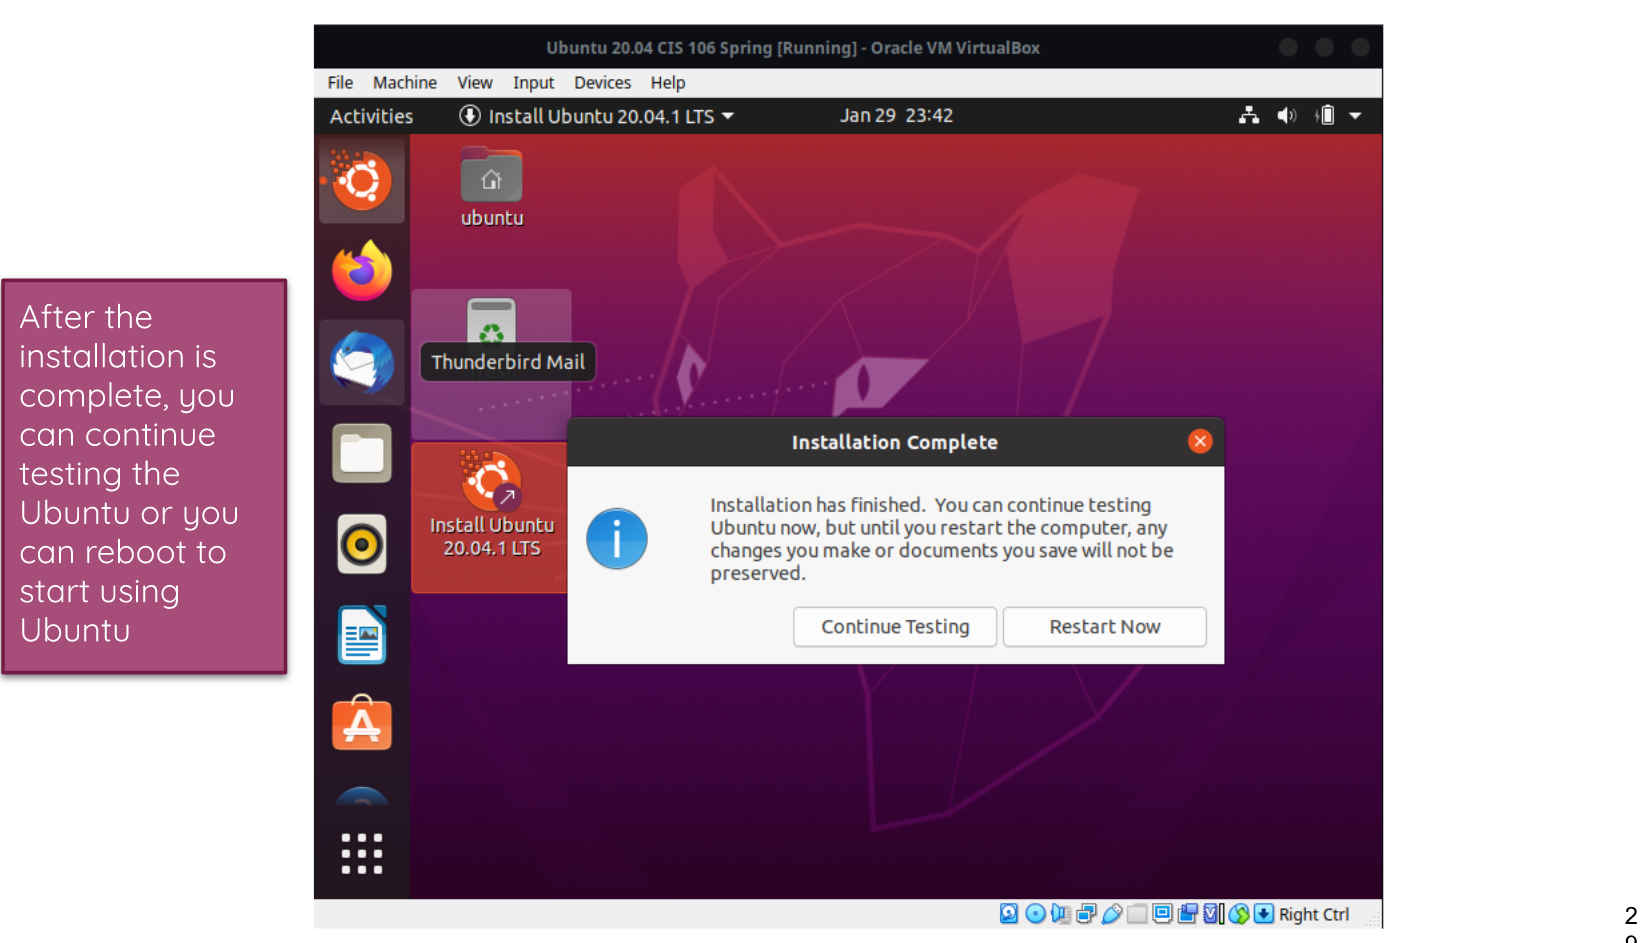 Ubuntu 20.04 CIS 106 Spring [Running] - Oracle VM VirtualBox
File Machine View Input Devices Help
Activities Install Ubuntu 20.04.1 LTS Jan 29 23:42
ubuntu
Thunderbird Mail
After the
installation is
complete, you
can continue
testing the
Ubuntu or you
can reboot to
start using
Ubuntu
Install Ubuntu
20.04.1 LTS
Installation Complete
Installation has finished. You can continue testing
Ubuntu now, but until you restart the computer, any
changes you make or documents you save will not be
preserved.
Continue Testing Restart Now
Right Ctrl
2